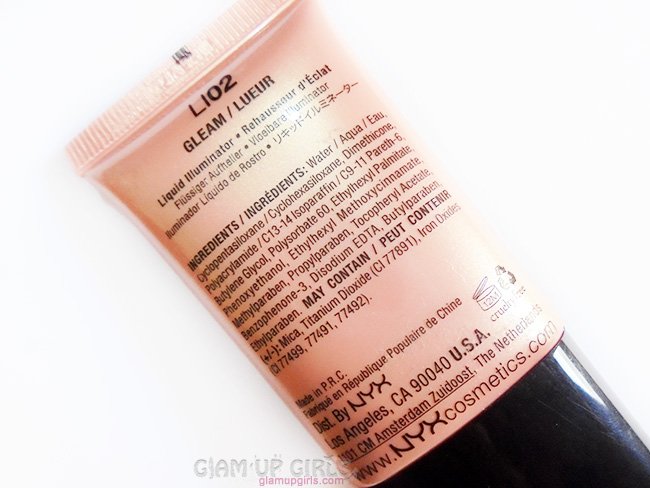 LI02
GLEAM / LUEUR
Liquid Illuminator • Rehausseur d'Éclat
Flüssiger Aufheller • Vloeibare Illuminator
Iluminador Líquido de Rostro • リキッドイルミネーター
INGREDIENTS / INGRÉDIENTS: Water / Aqua / Eau,
Cyclopentasiloxane / Cyclohexasiloxane, Dimethicone,
Polyacrylamide / C13-14 Isoparaffin / C9-11 Pareth-6,
Butylene Glycol, Polysorbate 60, Ethylhexyl Palmitate,
Phenoxyethanol, Ethylhexyl Methoxycinnamate,
Methylparaben, Propylparaben, Tocopheryl Acetate,
Benzophenone-3, Disodium EDTA, Butylparaben,
Ethylparaben. MAY CONTAIN / PEUT CONTENIR
(+/-): Mica, Titanium Dioxide (CI 77891), Iron Oxides
(CI 77499, 77491, 77492).
12M
cruelty free
Made in P.R.C.
Fabriqué en République Populaire de Chine
Dist. By NYX
Los Angeles, CA 90040 U.S.A.
1101 CM Amsterdam Zuidoost, The Netherlands
www.NYXcosmetics.com
GLAM UP GIRLS
glamupgirls.com